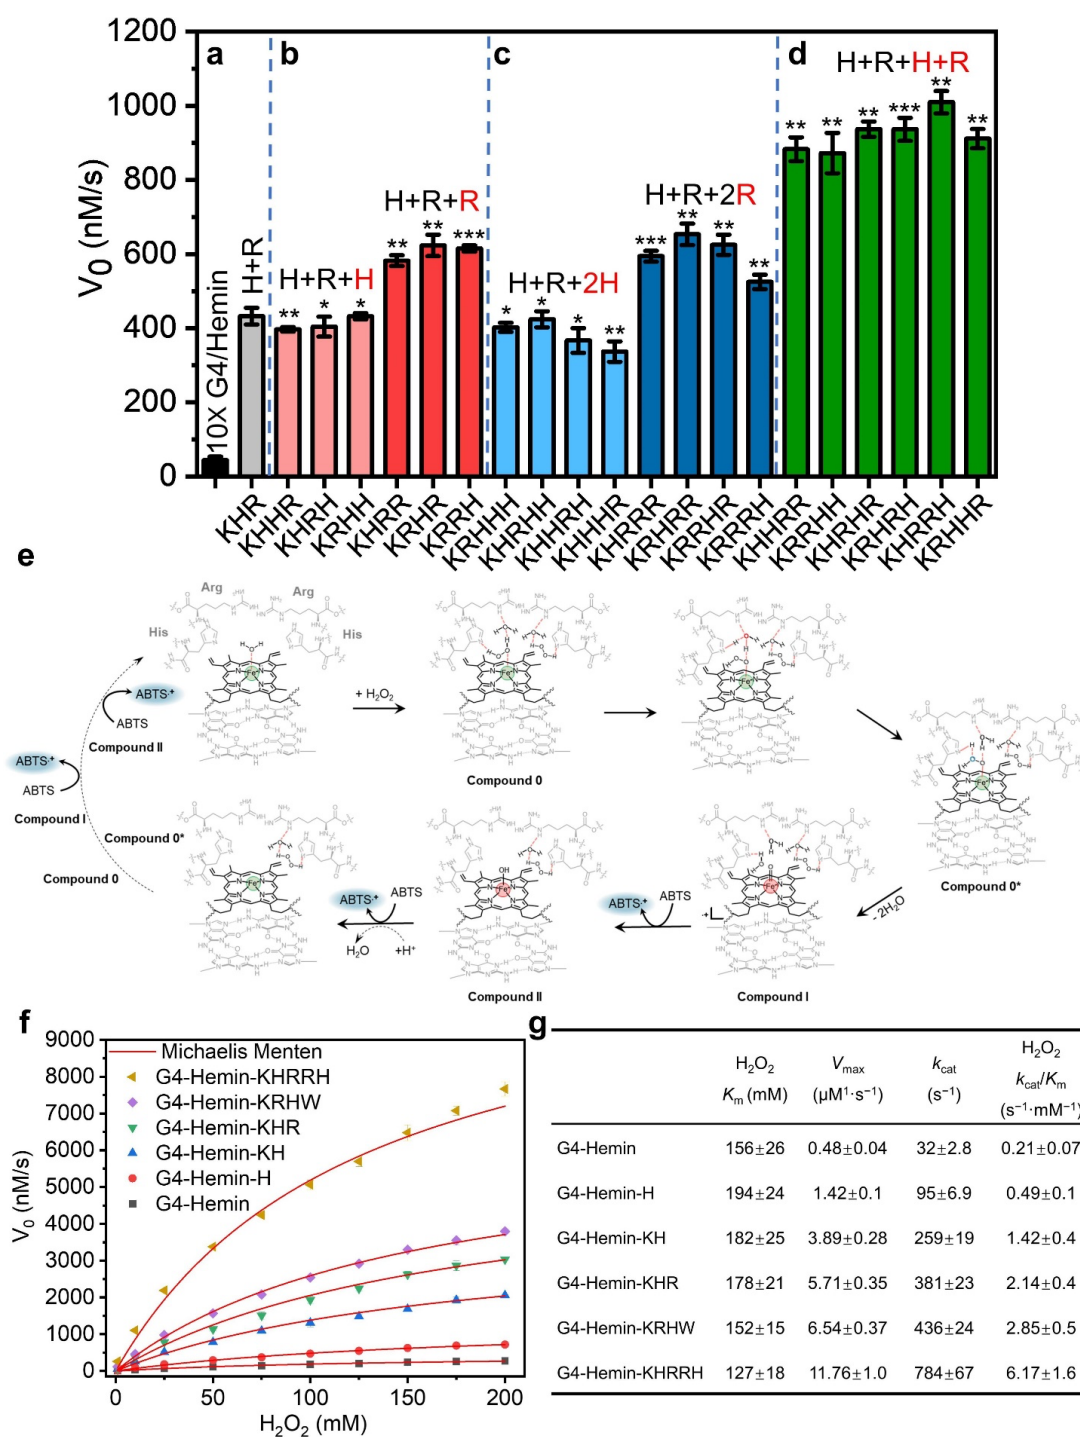 a
b
c
d
1200
1000
800
600
400
200
0
V₀ (nM/s)
10X G4/Hemin
H+R
H+R+H
H+R+R
H+R+2H
H+R+2R
H+R+H+R
** * * ** ** *** * * * ** *** ** ** ** ** ** ** *** ** **
KHR
KHHR
KHRH
KRHH
KHRR
KRHR
KRRH
KRHHH
KHRHH
KHHRH
KHHHR
KHRRR
KRHRR
KRRHR
KRRRH
KHHRR
KRRHH
KHRHR
KRHRH
KHRRH
KRHHR
e
Arg
Arg
His
His
ABTS·⁺
ABTS
Compound II
ABTS·⁺
ABTS
Compound I
Compound 0*
Compound 0
+ H₂O₂
Compound 0
Compound 0*
- 2H₂O
Compound I
ABTS·⁺
ABTS
Compound II
ABTS·⁺
ABTS
H₂O
+H⁺
f
9000
8000
7000
6000
5000
4000
3000
2000
1000
0
V₀ (nM/s)
Michaelis Menten
G4-Hemin-KHRRH
G4-Hemin-KRHW
G4-Hemin-KHR
G4-Hemin-KH
G4-Hemin-H
G4-Hemin
0 50 100 150 200
H₂O₂ (mM)
g
H₂O₂ Kₘ (mM) Vₘₐₓ (μM¹·s⁻¹) k_cat (s⁻¹) H₂O₂ k_cat/Kₘ (s⁻¹·mM⁻¹)
G4-Hemin 156±26 0.48±0.04 32±2.8 0.21±0.07
G4-Hemin-H 194±24 1.42±0.1 95±6.9 0.49±0.1
G4-Hemin-KH 182±25 3.89±0.28 259±19 1.42±0.4
G4-Hemin-KHR 178±21 5.71±0.35 381±23 2.14±0.4
G4-Hemin-KRHW 152±15 6.54±0.37 436±24 2.85±0.5
G4-Hemin-KHRRH 127±18 11.76±1.0 784±67 6.17±1.6